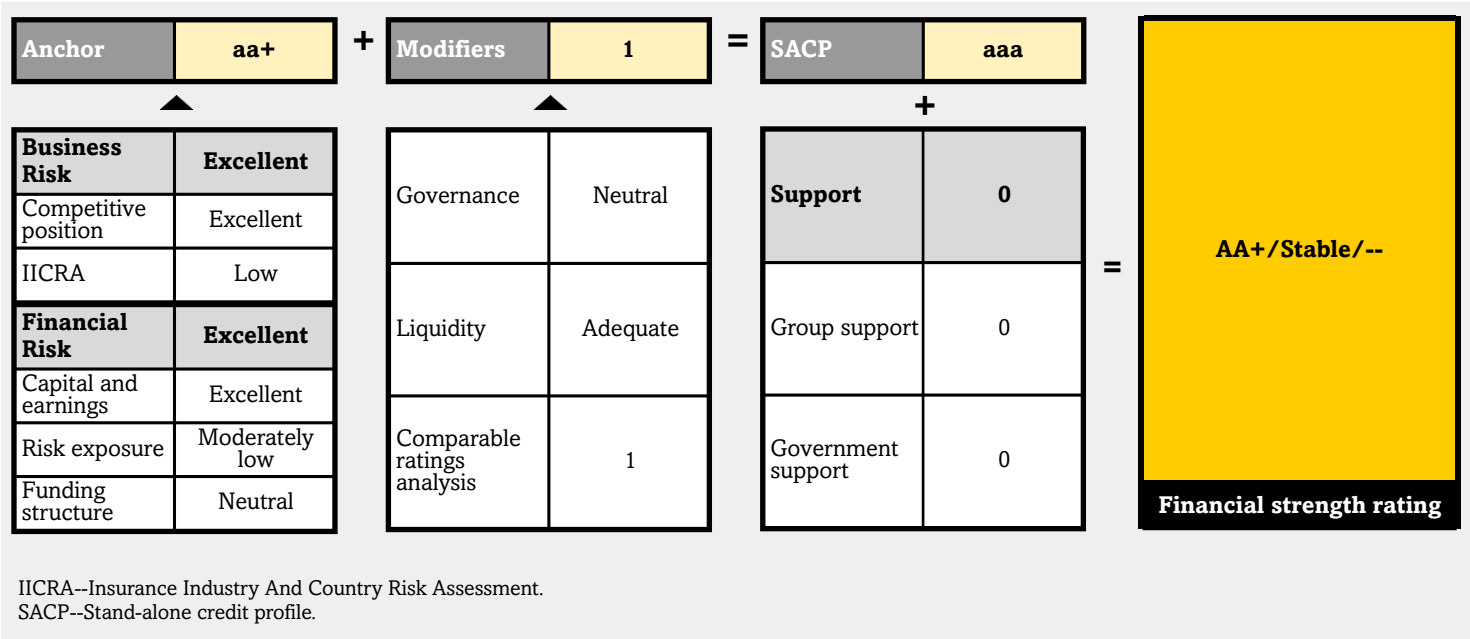 Anchor aa+ + Modifiers 1 = SACP aaa
+
Business
Risk
Excellent
Competitive
position
Excellent
IICRA Low
Financial
Risk
Excellent
Capital and
earnings
Excellent
Risk exposure
Moderately
low
Funding
structure
Neutral
Governance Neutral
Liquidity Adequate
Comparable
ratings
analysis
1
Support 0
Group support 0
Government
support
0
=
AA+/Stable/--
Financial strength rating
IICRA--Insurance Industry And Country Risk Assessment.
SACP--Stand-alone credit profile.